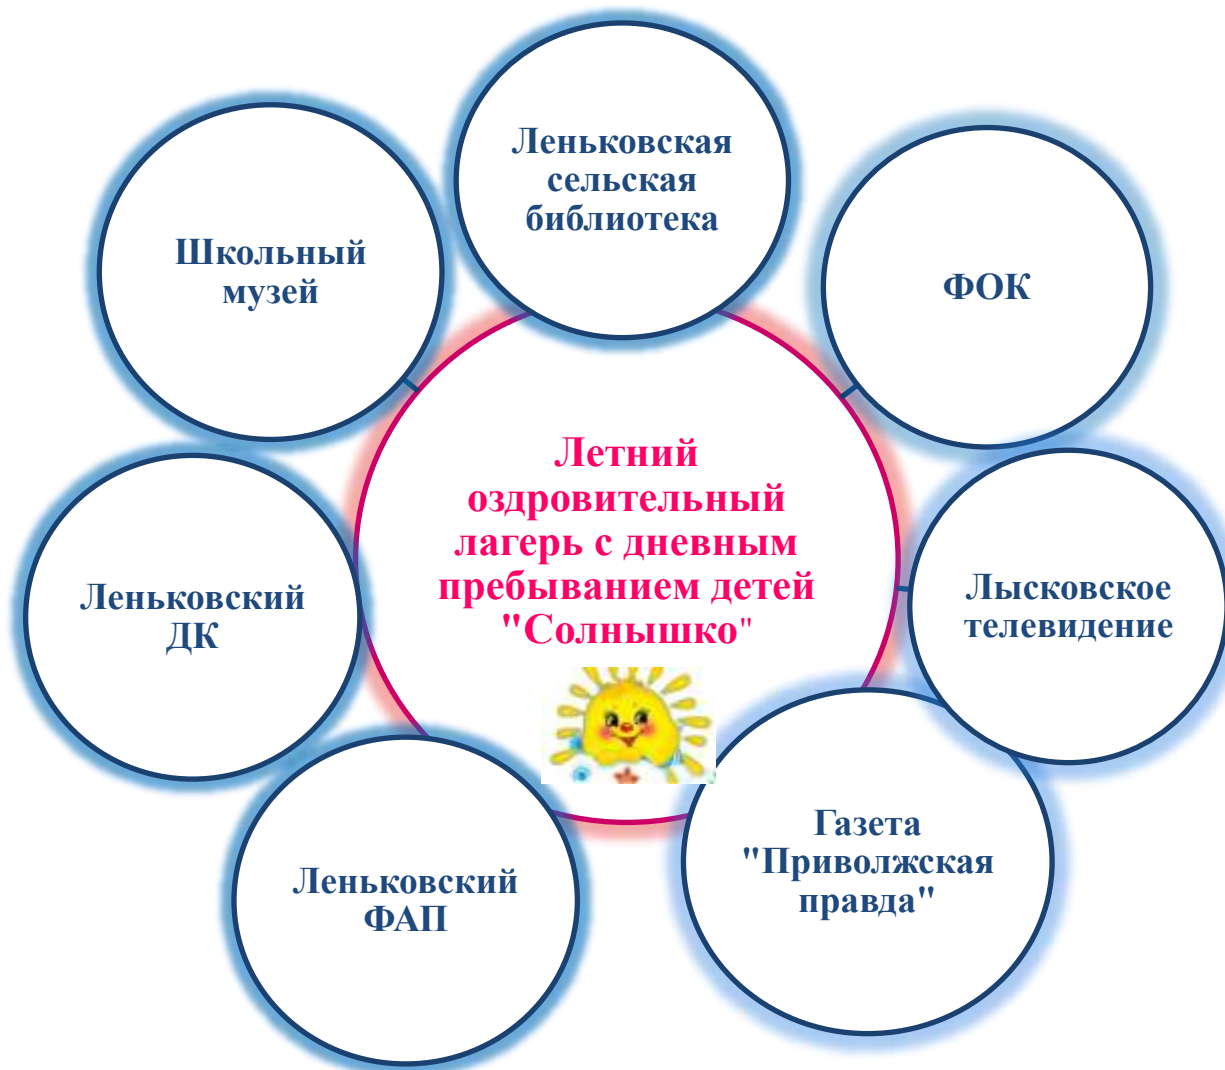 Леньковская
сельская
библиотека
Школьный
музей
ФОК
Летний
оздровительный
лагерь с дневным
пребыванием детей
"Солнышко"
Леньковский
ДК
Лысковское
телевидение
Леньковский
ФАП
Газета
"Приволжская
правда"